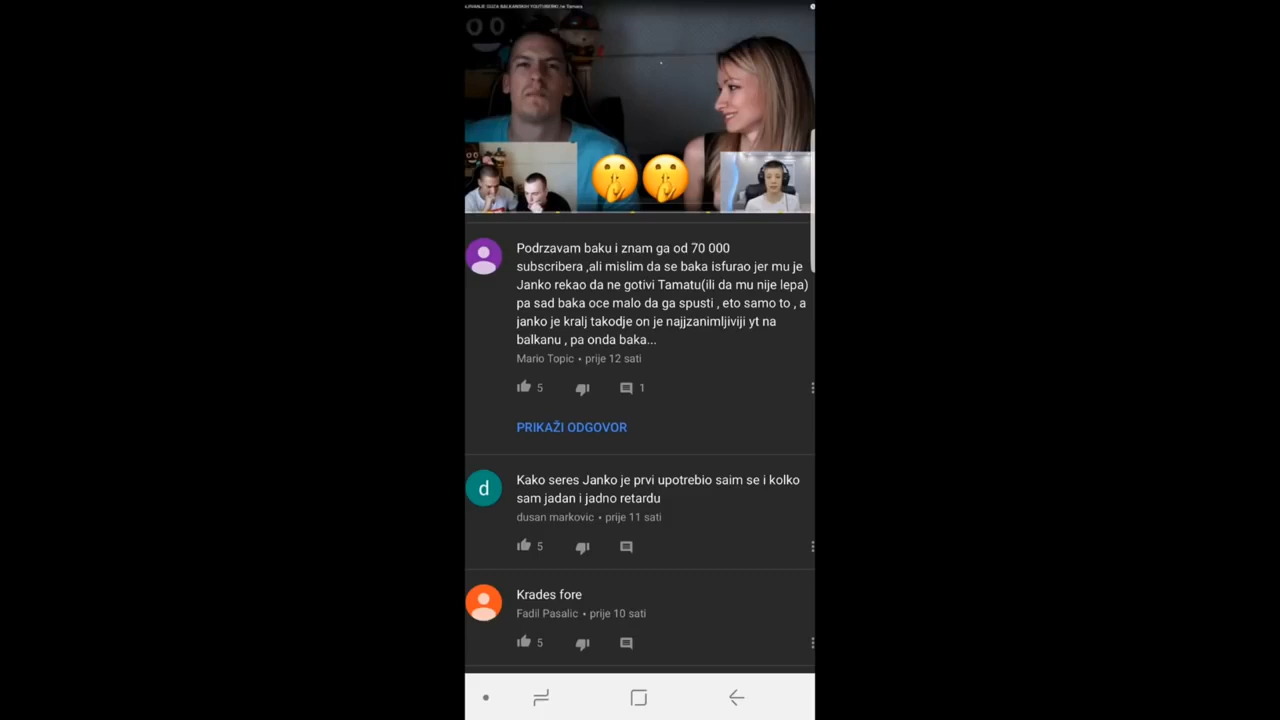 BALKANSKIH YOUTUBERA
Podrzavam baku i znam ga od 70 000
subscribera ,ali mislim da se baka isfurao jer mu je
Janko rekao da ne gotivi Tamatu(ili da mu nije lepa)
pa sad baka oce malo da ga spusti , eto samo to , a
janko je kralj takodje on je najjzanimljiviji yt na
balkanu , pa onda baka...
Mario Topic • prije 12 sati
5 1
PRIKAŽI ODGOVOR
d
Kako seres Janko je prvi upotrebio saim se i kolko
sam jadan i jadno retardu
dusan markovic • prije 11 sati
5
Krades fore
Fadil Pasalic • prije 10 sati
5